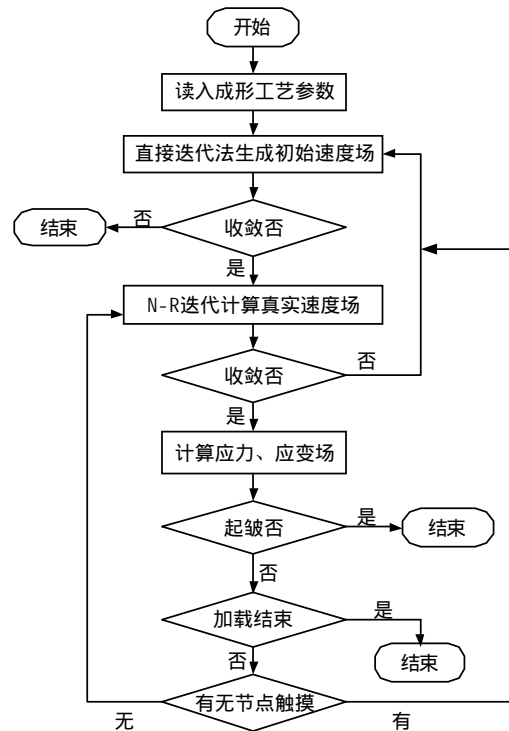 开始
读入成形工艺参数
直接迭代法生成初始速度场
收敛否
否
结束
是
N-R迭代计算真实速度场
收敛否
否
是
计算应力、应变场
起皱否
是
结束
否
加载结束
是
结束
否
有无节点触摸
无
有